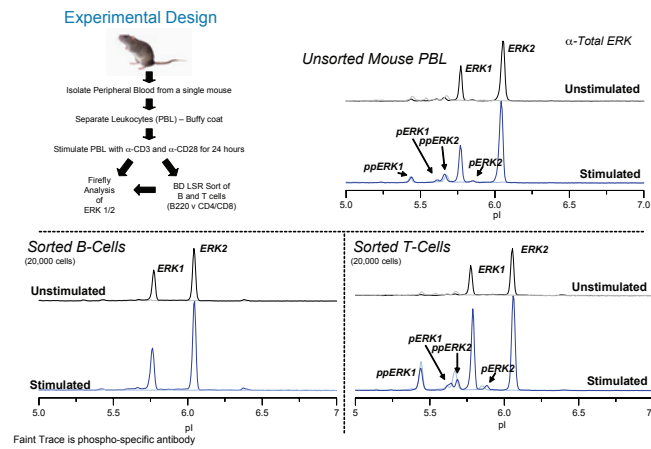 Experimental Design
Isolate Peripheral Blood from a single mouse
Separate Leukocytes (PBL) – Buffy coat
Stimulate PBL with α-CD3 and α-CD28 for 24 hours
Firefly
Analysis
of
ERK 1/2
BD LSR Sort of
B and T cells
(B220 v CD4/CD8)
Unsorted Mouse PBL
α-Total ERK
ERK1
ERK2
Unstimulated
ppERK1
pERK1
ppERK2
pERK2
Stimulated
5.0
5.5
6.0
6.5
7.0
pI
Sorted B-Cells
(20,000 cells)
ERK1
ERK2
Unstimulated
Stimulated
5.0
5.5
6.0
6.5
7
pI
Sorted T-Cells
(20,000 cells)
ERK1
ERK2
Unstimulated
ppERK1
pERK1
ppERK2
pERK2
Stimulated
5
5.5
6.0
6.5
pI
Faint Trace is phospho-specific antibody